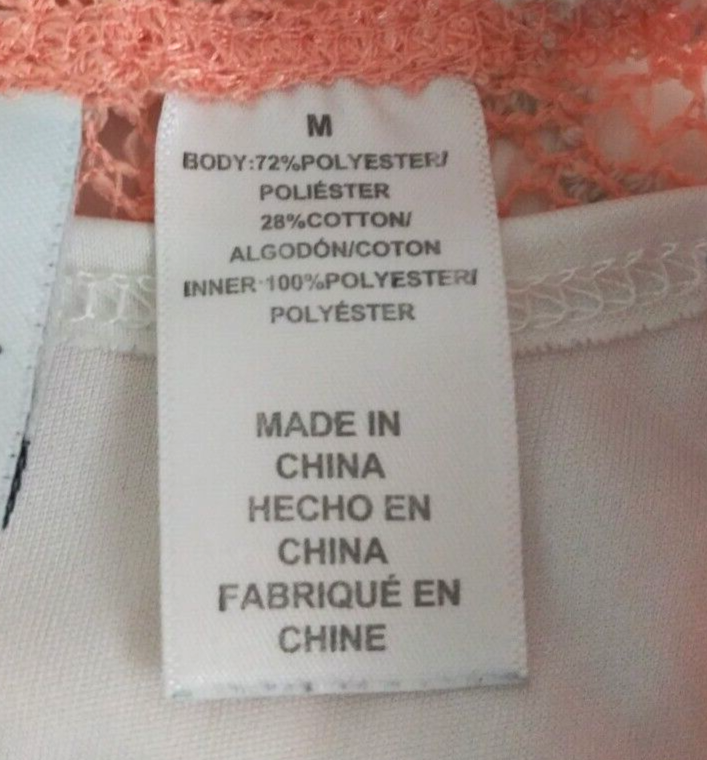 M
BODY:72%POLYESTER/
POLIÉSTER
28%COTTON/
ALGODÓN/COTON
INNER:100%POLYESTER/
POLYÉSTER
MADE IN
CHINA
HECHO EN
CHINA
FABRIQUÉ EN
CHINE